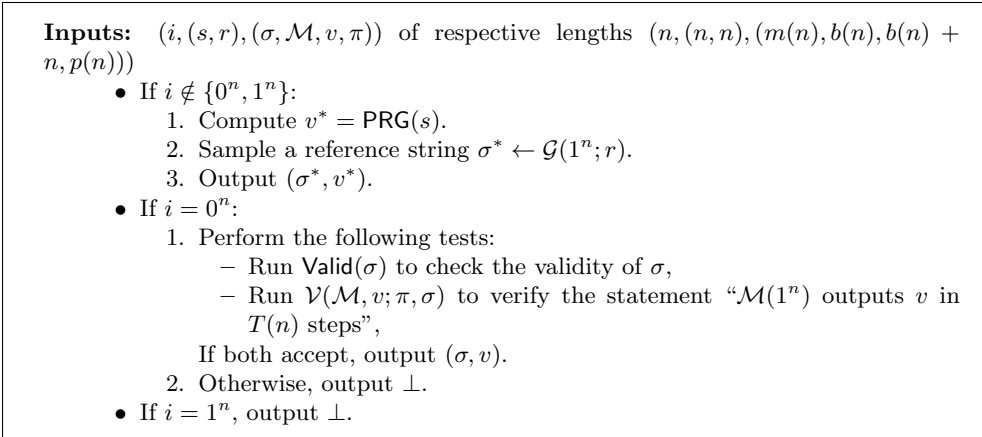 Inputs: (i, (s, r), (σ, ℳ, v, π)) of respective lengths (n, (n, n), (m(n), b(n), b(n) +
n, p(n)))
• If i ∉ {0ⁿ, 1ⁿ}:
1. Compute v* = PRG(s).
2. Sample a reference string σ* ← 𝒢(1ⁿ; r).
3. Output (σ*, v*).
• If i = 0ⁿ:
1. Perform the following tests:
– Run Valid(σ) to check the validity of σ,
– Run 𝒱(ℳ, v; π, σ) to verify the statement “ℳ(1ⁿ) outputs v in
T(n) steps”,
If both accept, output (σ, v).
2. Otherwise, output ⊥.
• If i = 1ⁿ, output ⊥.